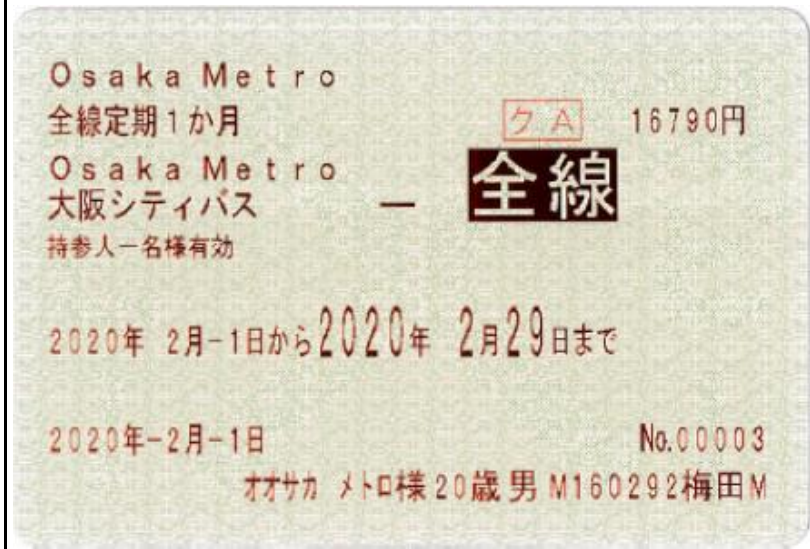 Osaka Metro
全線定期1か月 クA 16790円
Osaka Metro
大阪シティバス ー 全線
持参人一名様有効
2020年 2月-1日から2020年 2月29日まで
2020年-2月-1日 No.00003
オオサカ メトロ様20歳男M160292梅田M